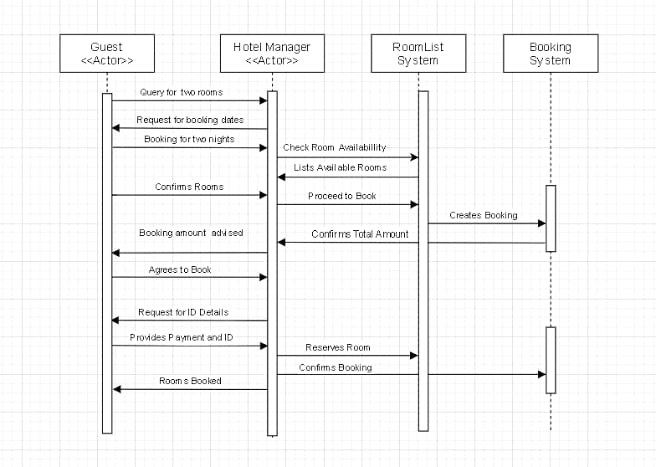 Guest
<<Actor>>
Hotel Manager
<<Actor>>
RoomList
System
Booking
System
Query for two rooms
Request for booking dates
Booking for two nights
Check Room Availability
Lists Available Rooms
Confirms Rooms
Proceed to Book
Creates Booking
Booking amount advised
Confirms Total Amount
Agrees to Book
Request for ID Details
Provides Payment and ID
Reserves Room
Confirms Booking
Rooms Booked